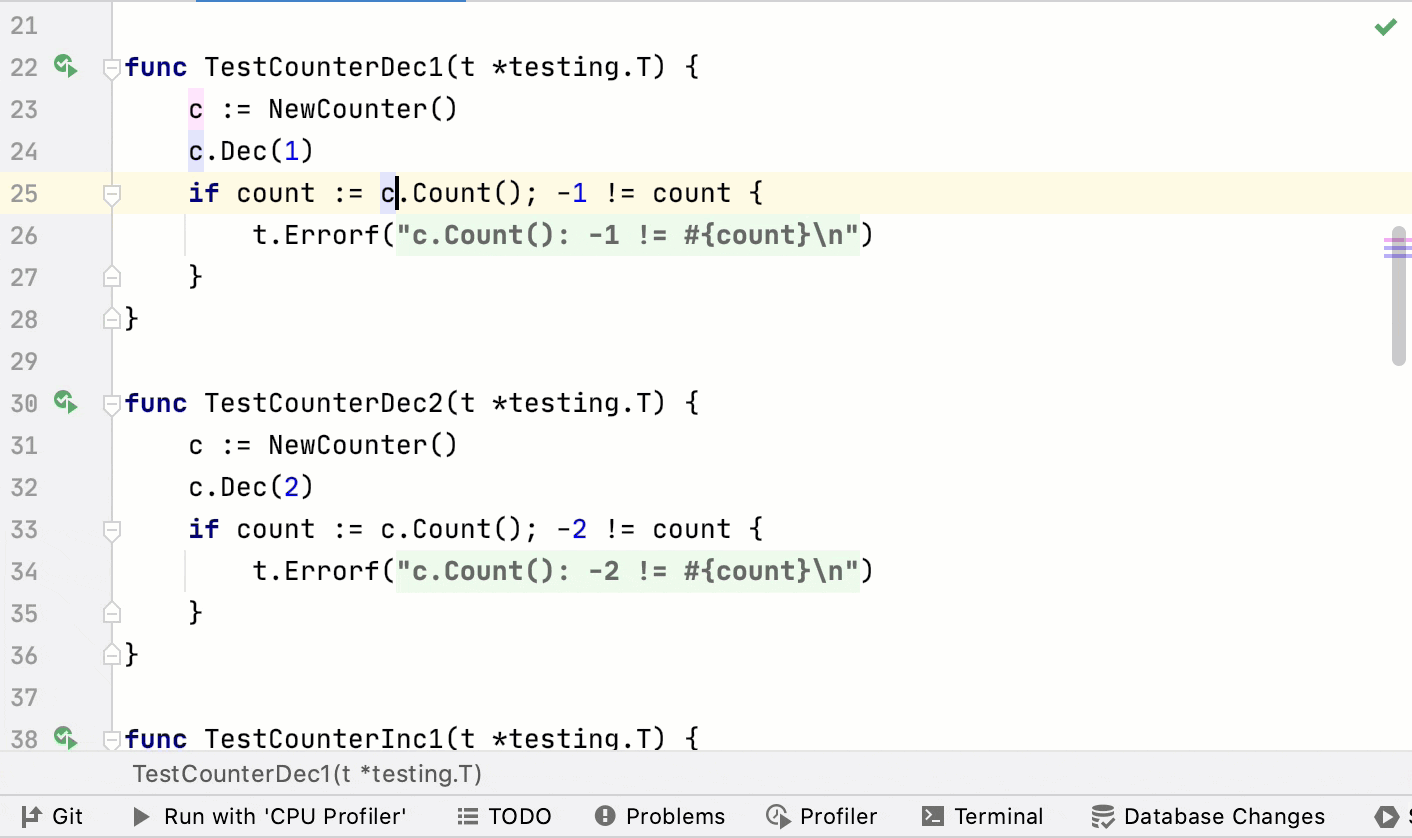 21
22 func TestCounterDec1(t *testing.T) {
23     c := NewCounter()
24     c.Dec(1)
25     if count := c.Count(); -1 != count {
26         t.Errorf("c.Count(): -1 != #{count}\n")
27     }
28 }
29
30 func TestCounterDec2(t *testing.T) {
31     c := NewCounter()
32     c.Dec(2)
33     if count := c.Count(); -2 != count {
34         t.Errorf("c.Count(): -2 != #{count}\n")
35     }
36 }
37
38 func TestCounterInc1(t *testing.T) {
TestCounterDec1(t *testing.T)
Git Run with 'CPU Profiler' TODO Problems Profiler Terminal Database Changes